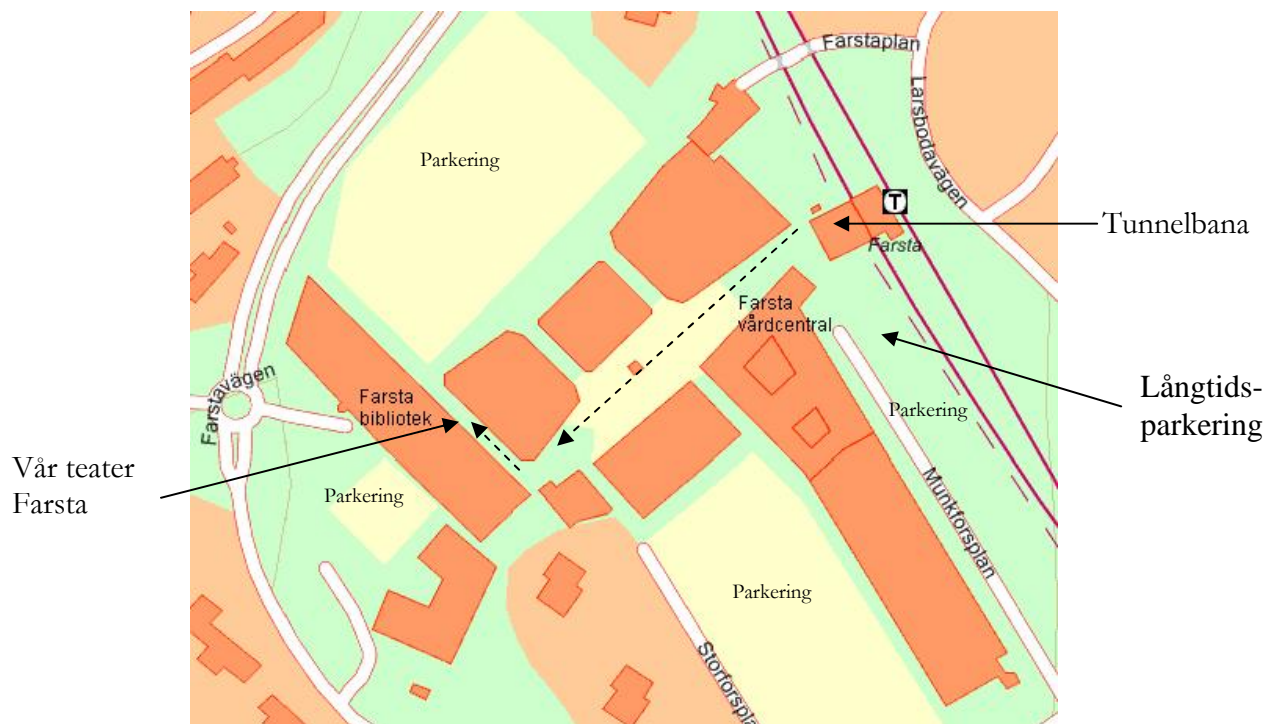 Farstaplan
Larsbodavägen
Parkering
T
Tunnelbana
Farsta
Farsta
vårdcentral
Långtids-
parkering
Farstavägen
Farsta
bibliotek
Parkering
Vår teater
Farsta
Parkering
Munkforsplan
Parkering
Storforspla